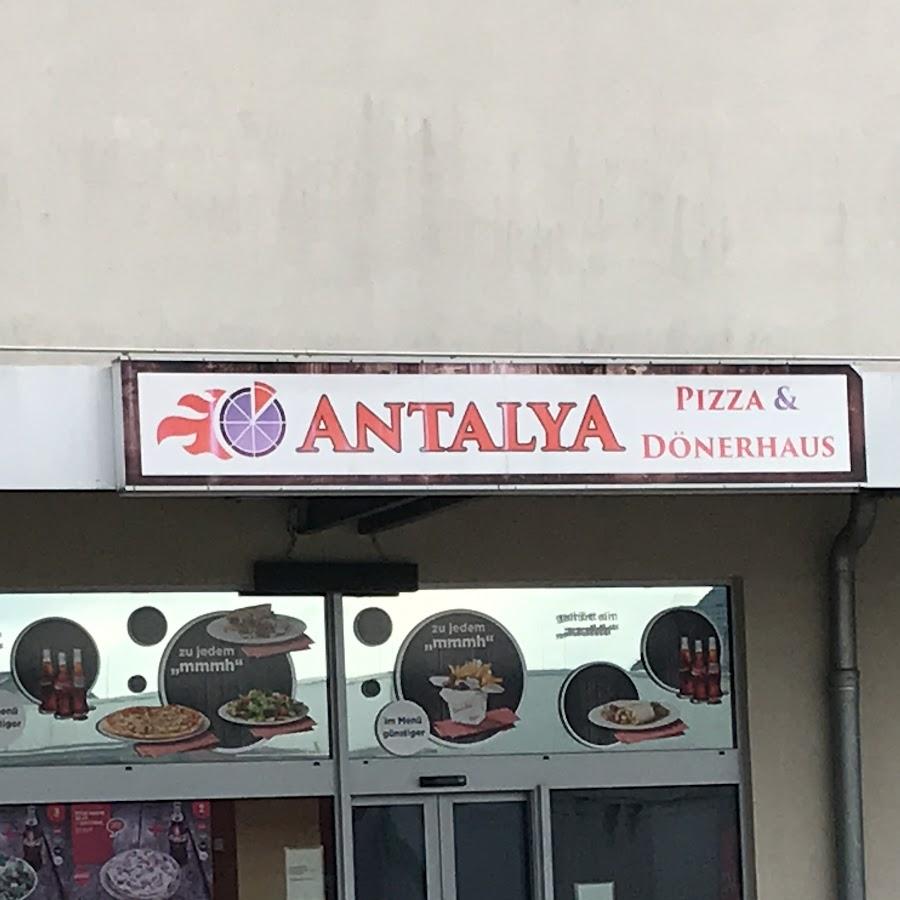 ANTALYA
PIZZA &
DÖNERHAUS
zu jedem
„mmmh“
zu jedem
„mmmh“
im Menü
günstiger